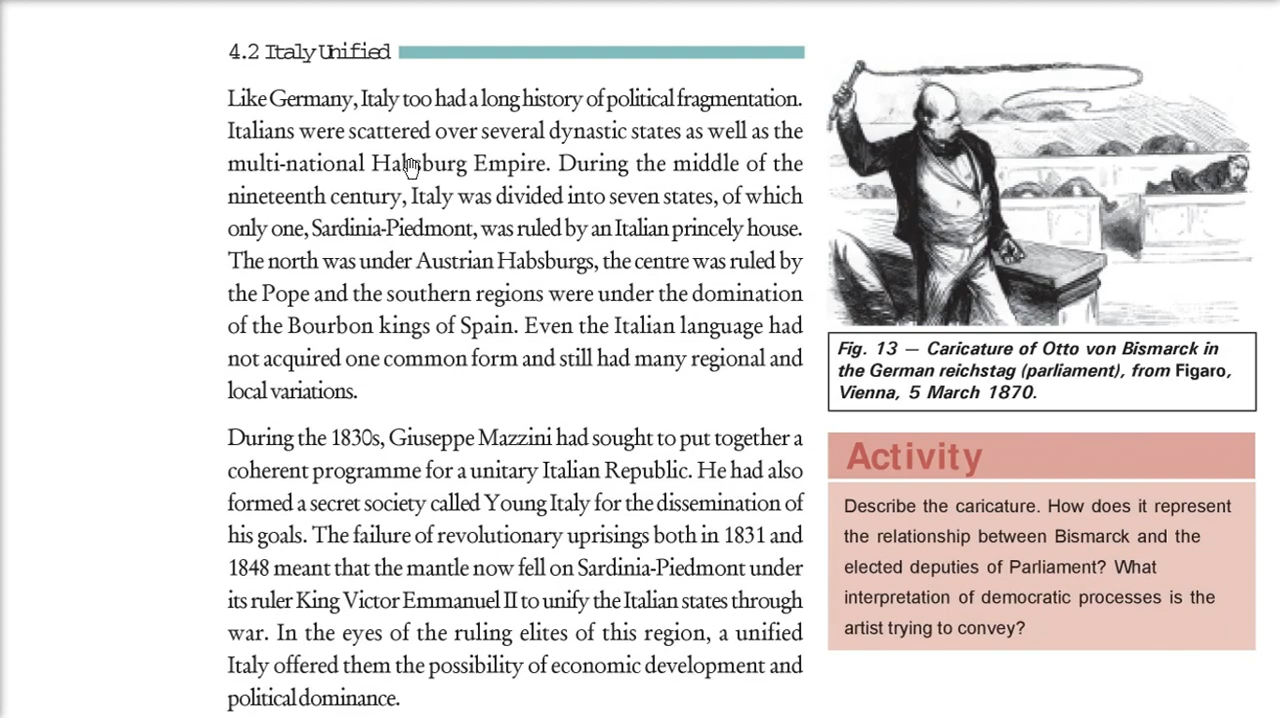 4.2 Italy Unified
Like Germany, Italy too had a long history of political fragmentation.
Italians were scattered over several dynastic states as well as the
multi-national Habsburg Empire. During the middle of the
nineteenth century, Italy was divided into seven states, of which
only one, Sardinia-Piedmont, was ruled by an Italian princely house.
The north was under Austrian Habsburgs, the centre was ruled by
the Pope and the southern regions were under the domination
of the Bourbon kings of Spain. Even the Italian language had
not acquired one common form and still had many regional and
local variations.
During the 1830s, Giuseppe Mazzini had sought to put together a
coherent programme for a unitary Italian Republic. He had also
formed a secret society called Young Italy for the dissemination of
his goals. The failure of revolutionary uprisings both in 1831 and
1848 meant that the mantle now fell on Sardinia-Piedmont under
its ruler King Victor Emmanuel II to unify the Italian states through
war. In the eyes of the ruling elites of this region, a unified
Italy offered them the possibility of economic development and
political dominance.
Fig. 13 — Caricature of Otto von Bismarck in
the German reichstag (parliament), from Figaro,
Vienna, 5 March 1870.
Activity
Describe the caricature. How does it represent
the relationship between Bismarck and the
elected deputies of Parliament? What
interpretation of democratic processes is the
artist trying to convey?